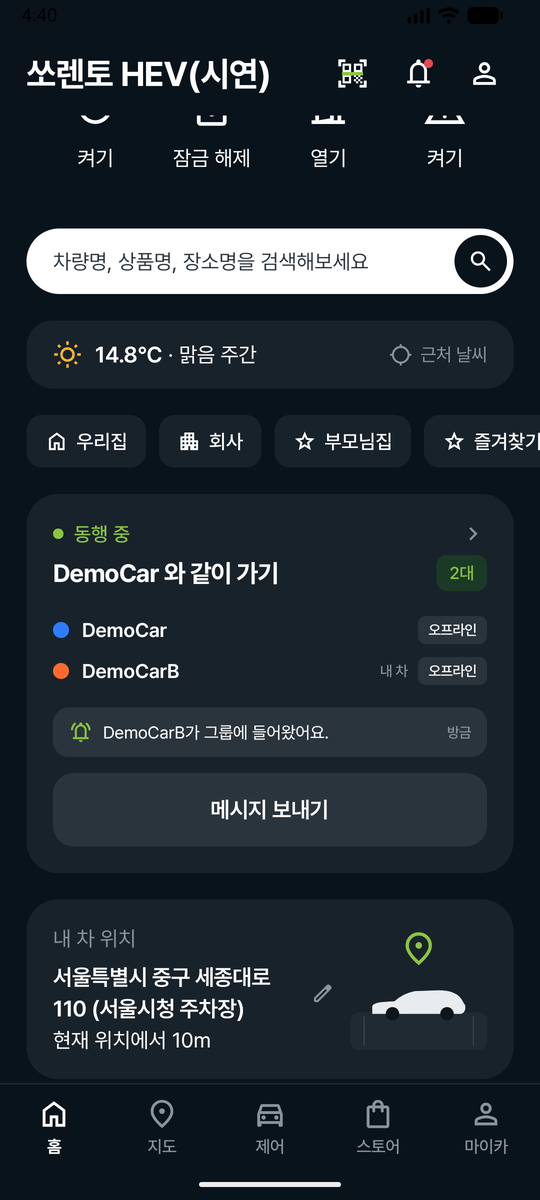 4:40
쏘렌토 HEV(시연)
켜기
잠금 해제
열기
켜기
차량명, 상품명, 장소명을 검색해보세요
14.8°C · 맑음 주간
근처 날씨
우리집
회사
부모님집
즐겨찾기
동행 중
DemoCar 와 같이 가기
2대
DemoCar
오프라인
DemoCarB
내 차
오프라인
DemoCarB가 그룹에 들어왔어요.
방금
메시지 보내기
내 차 위치
서울특별시 중구 세종대로
110 (서울시청 주차장)
현재 위치에서 10m
홈
지도
제어
스토어
마이카